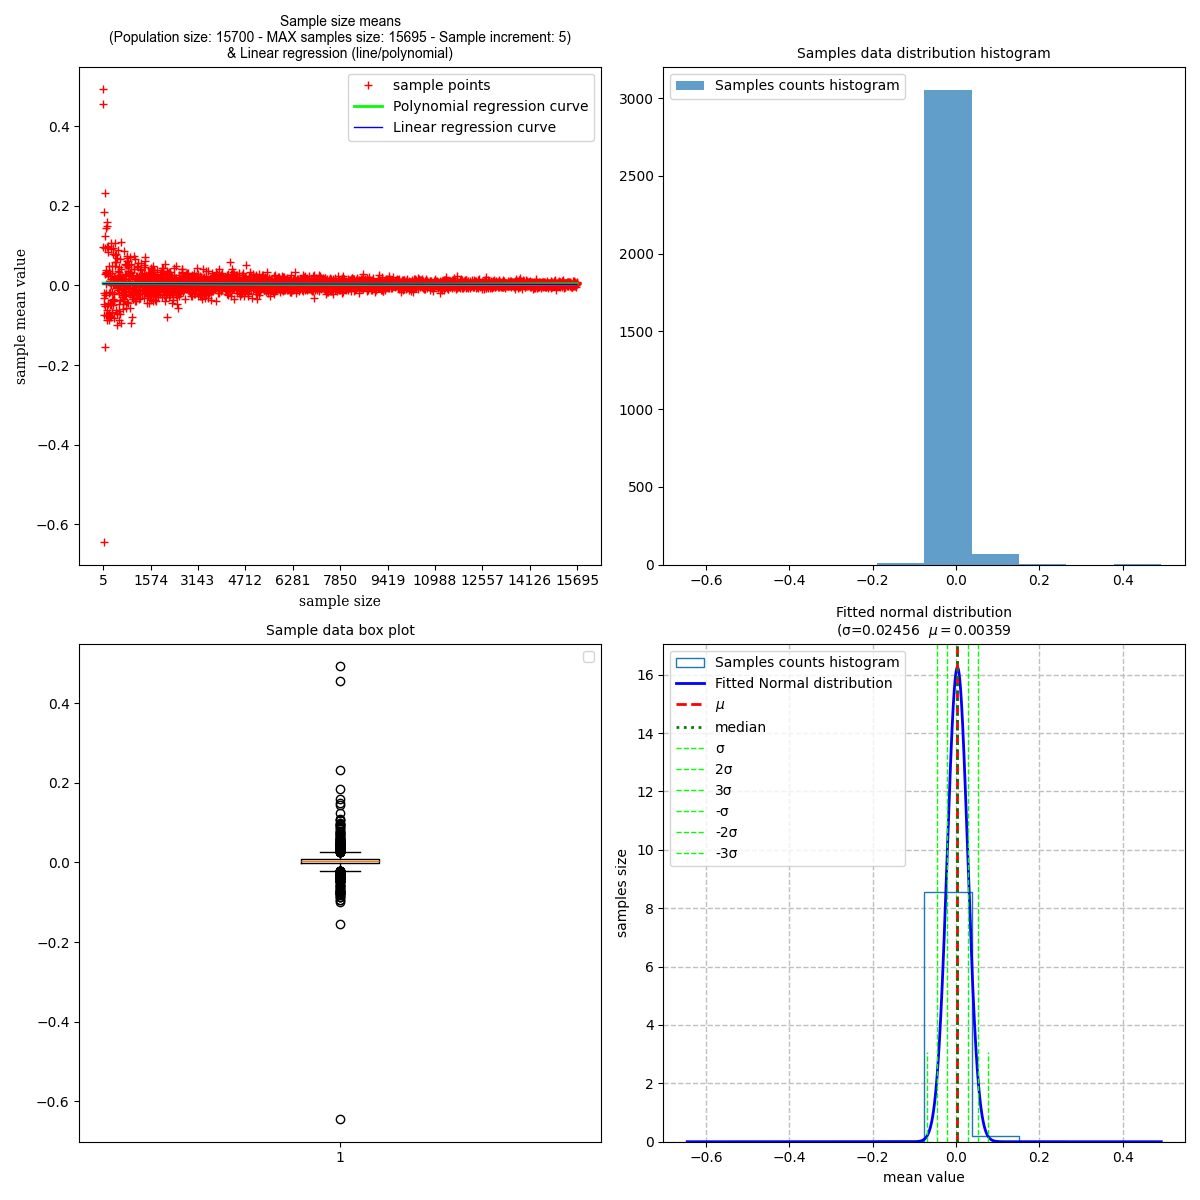 Sample size means
(Population size: 15700 - MAX samples size: 15695 - Sample increment: 5)
& Linear regression (line/polynomial)
sample points
Polynomial regression curve
Linear regression curve
0.4
0.2
0.0
−0.2
−0.4
−0.6
sample mean value
5 1574 3143 4712 6281 7850 9419 10988 12557 14126 15695
sample size
Samples data distribution histogram
Samples counts histogram
3000
2500
2000
1500
1000
500
0
−0.6 −0.4 −0.2 0.0 0.2 0.4
Sample data box plot
0.4
0.2
0.0
−0.2
−0.4
−0.6
1
Fitted normal distribution
(σ=0.02456 μ = 0.00359
Samples counts histogram
Fitted Normal distribution
μ
median
σ
2σ
3σ
-σ
-2σ
-3σ
16
14
12
10
8
6
4
2
0
samples size
−0.6 −0.4 −0.2 0.0 0.2 0.4
mean value